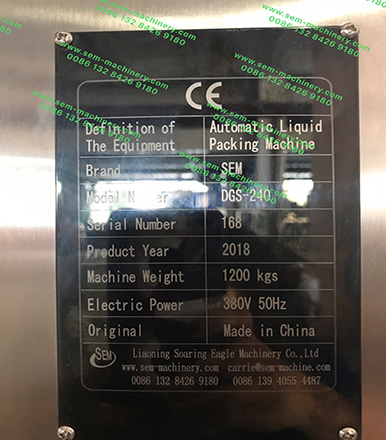 www.sem-machinery.com
0086 132 8426 9180
CE
Definition of The Equipment Automatic Liquid Packing Machine
Brand SEM
Model DGS-240
Serial Number 168
Product Year 2018
Machine Weight 1200 kgs
Electric Power 380V 50Hz
Original Made in China
SEM
Liaoning Soaring Eagle Machinery Co.,Ltd
www.sem-machinery.com carrie@sem-machine.com
0086 132 8426 9180 0086 139 4055 4487